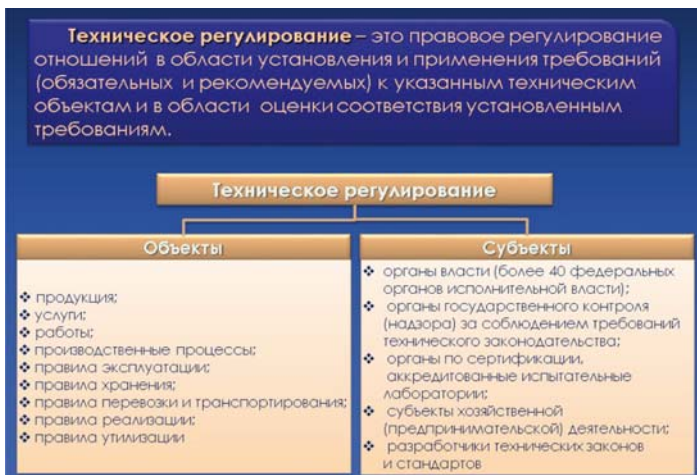 Техническое регулирование – это правовое регулирование
отношений в области установления и применения требований
(обязательных и рекомендуемых) к указанным техническим
объектам и в области оценки соответствия установленным
требованиям.
Техническое регулирование
Объекты
❖ продукция;
❖ услуги;
❖ работы;
❖ производственные процессы;
❖ правила эксплуатации;
❖ правила хранения;
❖ правила перевозки и транспортирования;
❖ правила реализации;
❖ правила утилизации
Субъекты
❖ органы власти (более 40 федеральных
органов исполнительной власти);
❖ органы государственного контроля
(надзора) за соблюдением требований
технического законодательства;
❖ органы по сертификации,
аккредитованные испытательные
лаборатории;
❖ субъекты хозяйственной
(предпринимательской) деятельности;
❖ разработчики технических законов
и стандартов